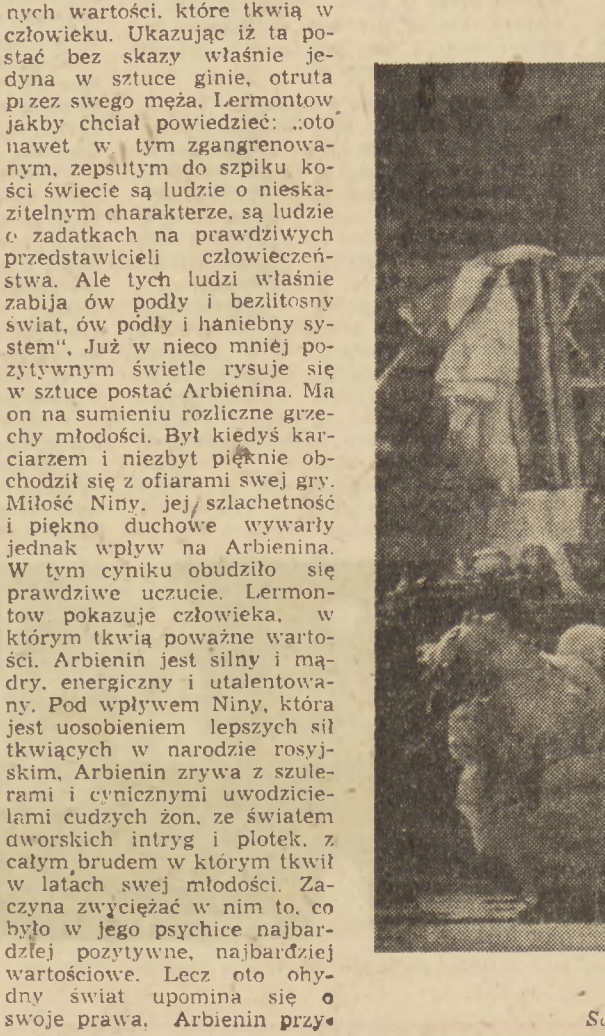 nych wartości, które tkwią w
człowieku. Ukazując iż ta po-
stać bez skazy właśnie je-
dyna w sztuce ginie, otruta
przez swego męża, Lermontow
jakby chciał powiedzieć: „oto
nawet w tym zgangrenowa-
nym, zepsutym do szpiku ko-
ści świecie są ludzie o nieska-
zitelnym charakterze, są ludzie
o zadatkach na prawdziwych
przedstawicieli człowieczeń-
stwa. Ale tych ludzi właśnie
zabija ów podły i bezlitosny
świat, ów podły i haniebny sy-
stem“. Już w nieco mniej po-
zytywnym świetle rysuje się
w sztuce postać Arbienina. Ma
on na sumieniu rozliczne grze-
chy młodości. Był kiedyś kar-
ciarzem i niezbyt pięknie ob-
chodził się z ofiarami swej gry.
Miłość Niny, jej szlachetność
i piękno duchowe wywarły
jednak wpływ na Arbienina.
W tym cyniku obudziło się
prawdziwe uczucie. Lermon-
tow pokazuje człowieka, w
którym tkwią poważne warto-
ści. Arbienin jest silny i mą-
dry, energiczny i utalentowa-
ny. Pod wpływem Niny, która
jest uosobieniem lepszych sił
tkwiących w narodzie rosyj-
skim, Arbienin zrywa z szule-
rami i cynicznymi uwodzicie-
lami cudzych żon, ze światem
dworskich intryg i plotek, z
całym brudem w którym tkwił
w latach swej młodości. Za-
czyna zwyciężać w nim to, co
było w jego psychice najbar-
dziej pozytywne, najbardziej
wartościowe. Lecz oto ohy-
dny świat upomina się o
swoje prawa. Arbienin przy-